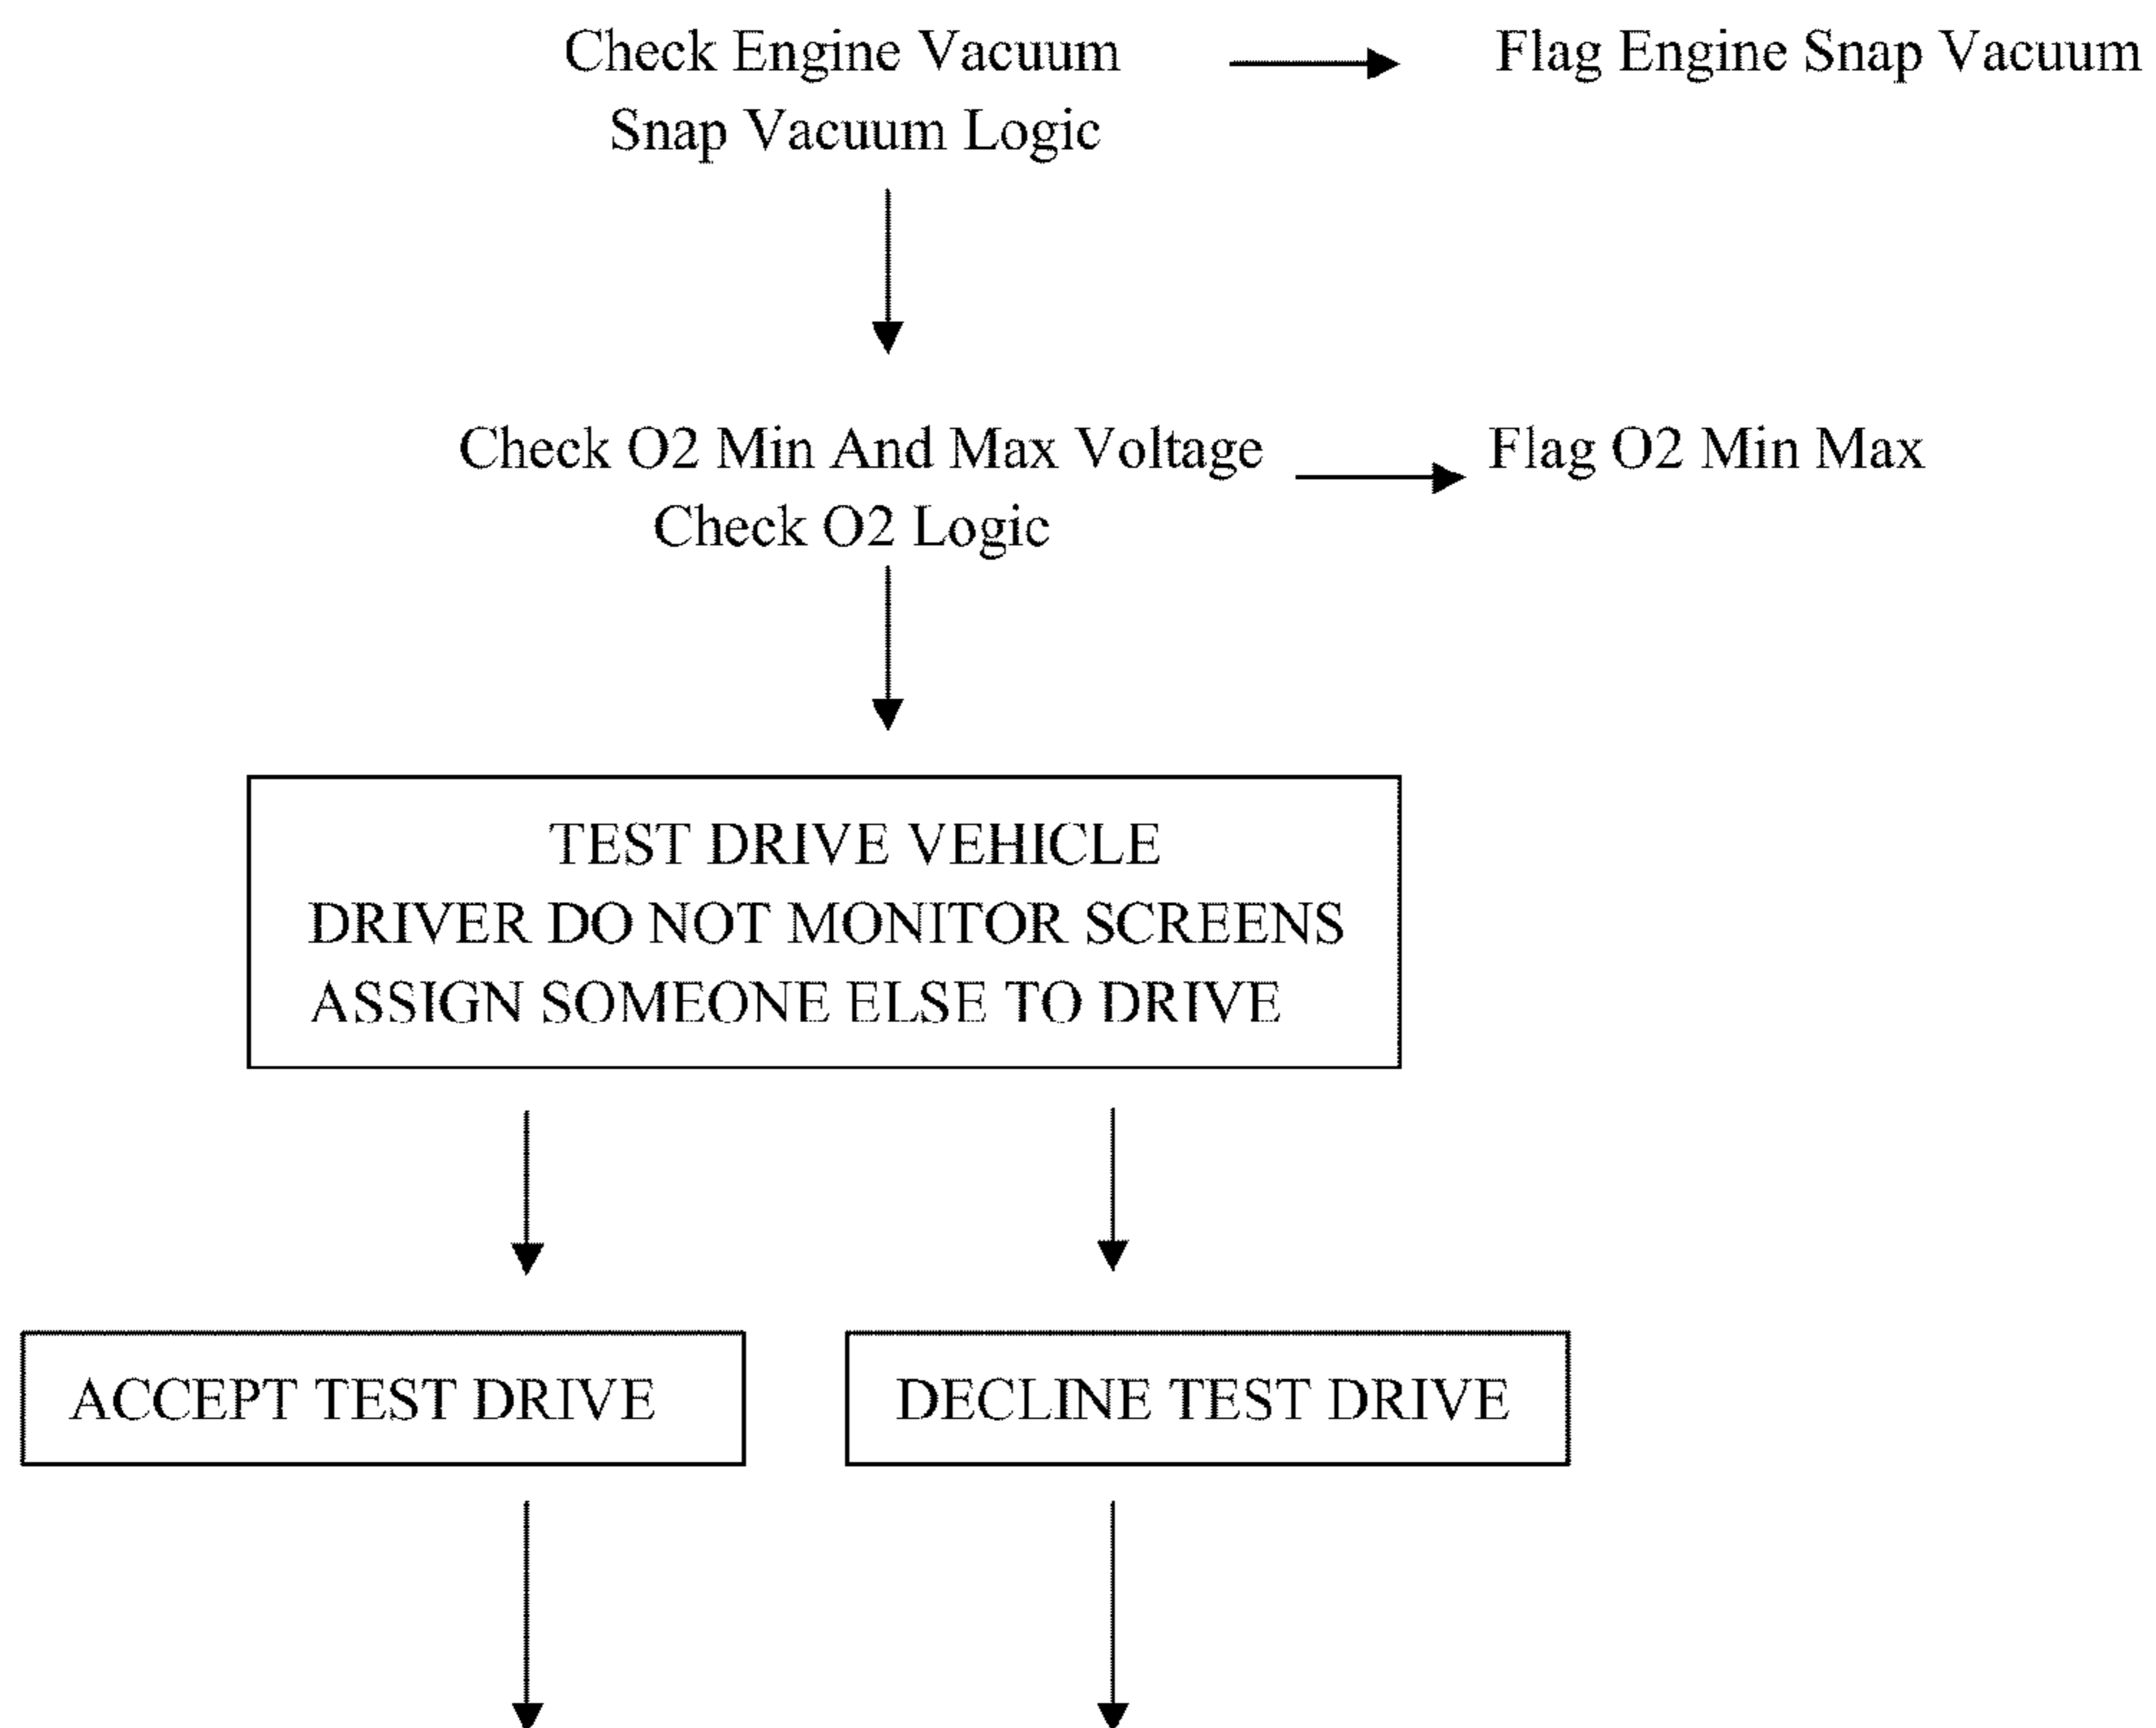 Check Engine Vacuum
Snap Vacuum Logic
Flag Engine Snap Vacuum
Check O2 Min And Max Voltage
Check O2 Logic
Flag O2 Min Max
TEST DRIVE VEHICLE
DRIVER DO NOT MONITOR SCREENS
ASSIGN SOMEONE ELSE TO DRIVE
ACCEPT TEST DRIVE
DECLINE TEST DRIVE